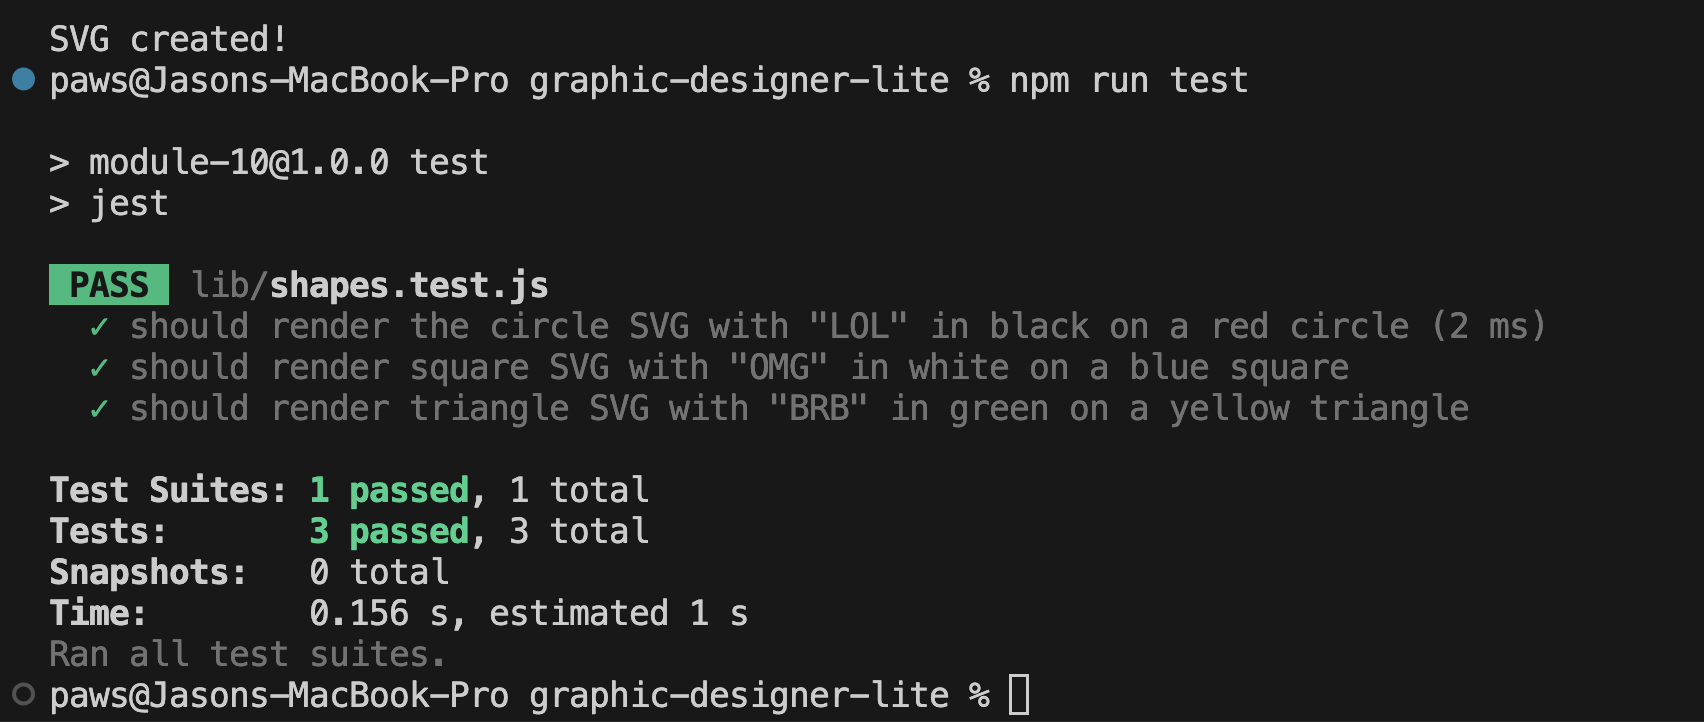 SVG created!
paws@Jasons-MacBook-Pro graphic-designer-lite % npm run test
> module-10@1.0.0 test
> jest
PASS lib/shapes.test.js
✓ should render the circle SVG with "LOL" in black on a red circle (2 ms)
✓ should render square SVG with "OMG" in white on a blue square
✓ should render triangle SVG with "BRB" in green on a yellow triangle
Test Suites: 1 passed, 1 total
Tests: 3 passed, 3 total
Snapshots: 0 total
Time: 0.156 s, estimated 1 s
Ran all test suites.
paws@Jasons-MacBook-Pro graphic-designer-lite %